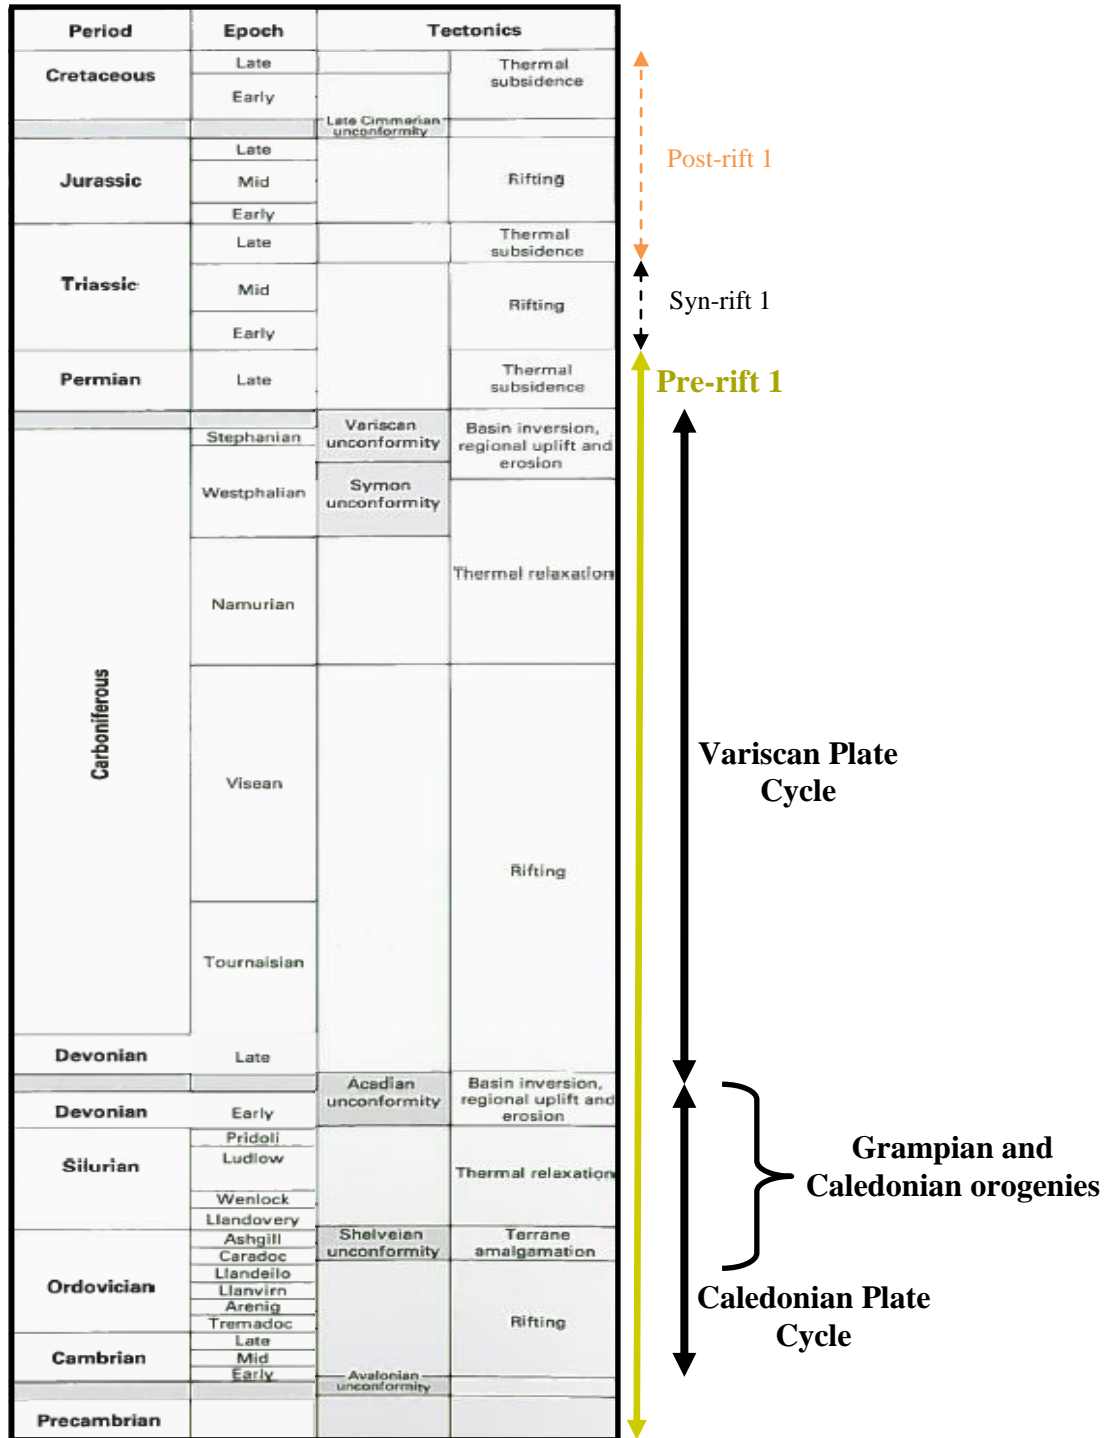 Period Epoch Tectonics
Cretaceous
Late
Early
Thermal
subsidence
Late Cimmerian
unconformity
Jurassic
Late
Mid
Early
Rifting
Triassic
Late
Mid
Early
Thermal
subsidence
Rifting
Permian
Late
Thermal
subsidence
Carboniferous
Stephanian
Westphalian
Namurian
Visean
Tournaisian
Variscan
unconformity
Symon
unconformity
Basin inversion,
regional uplift and
erosion
Thermal relaxation
Rifting
Devonian
Late
Acadian
unconformity
Basin inversion,
regional uplift and
erosion
Devonian
Early
Silurian
Pridoli
Ludlow
Wenlock
Llandovery
Thermal relaxation
Ordovician
Ashgill
Caradoc
Llandeilo
Llanvirn
Arenig
Tremadoc
Shelveian
unconformity
Terrane
amalgamation
Rifting
Cambrian
Late
Mid
Early
Avalonian
unconformity
Precambrian
Post-rift 1
Syn-rift 1
Pre-rift 1
Variscan Plate
Cycle
Grampian and
Caledonian orogenies
Caledonian Plate
Cycle